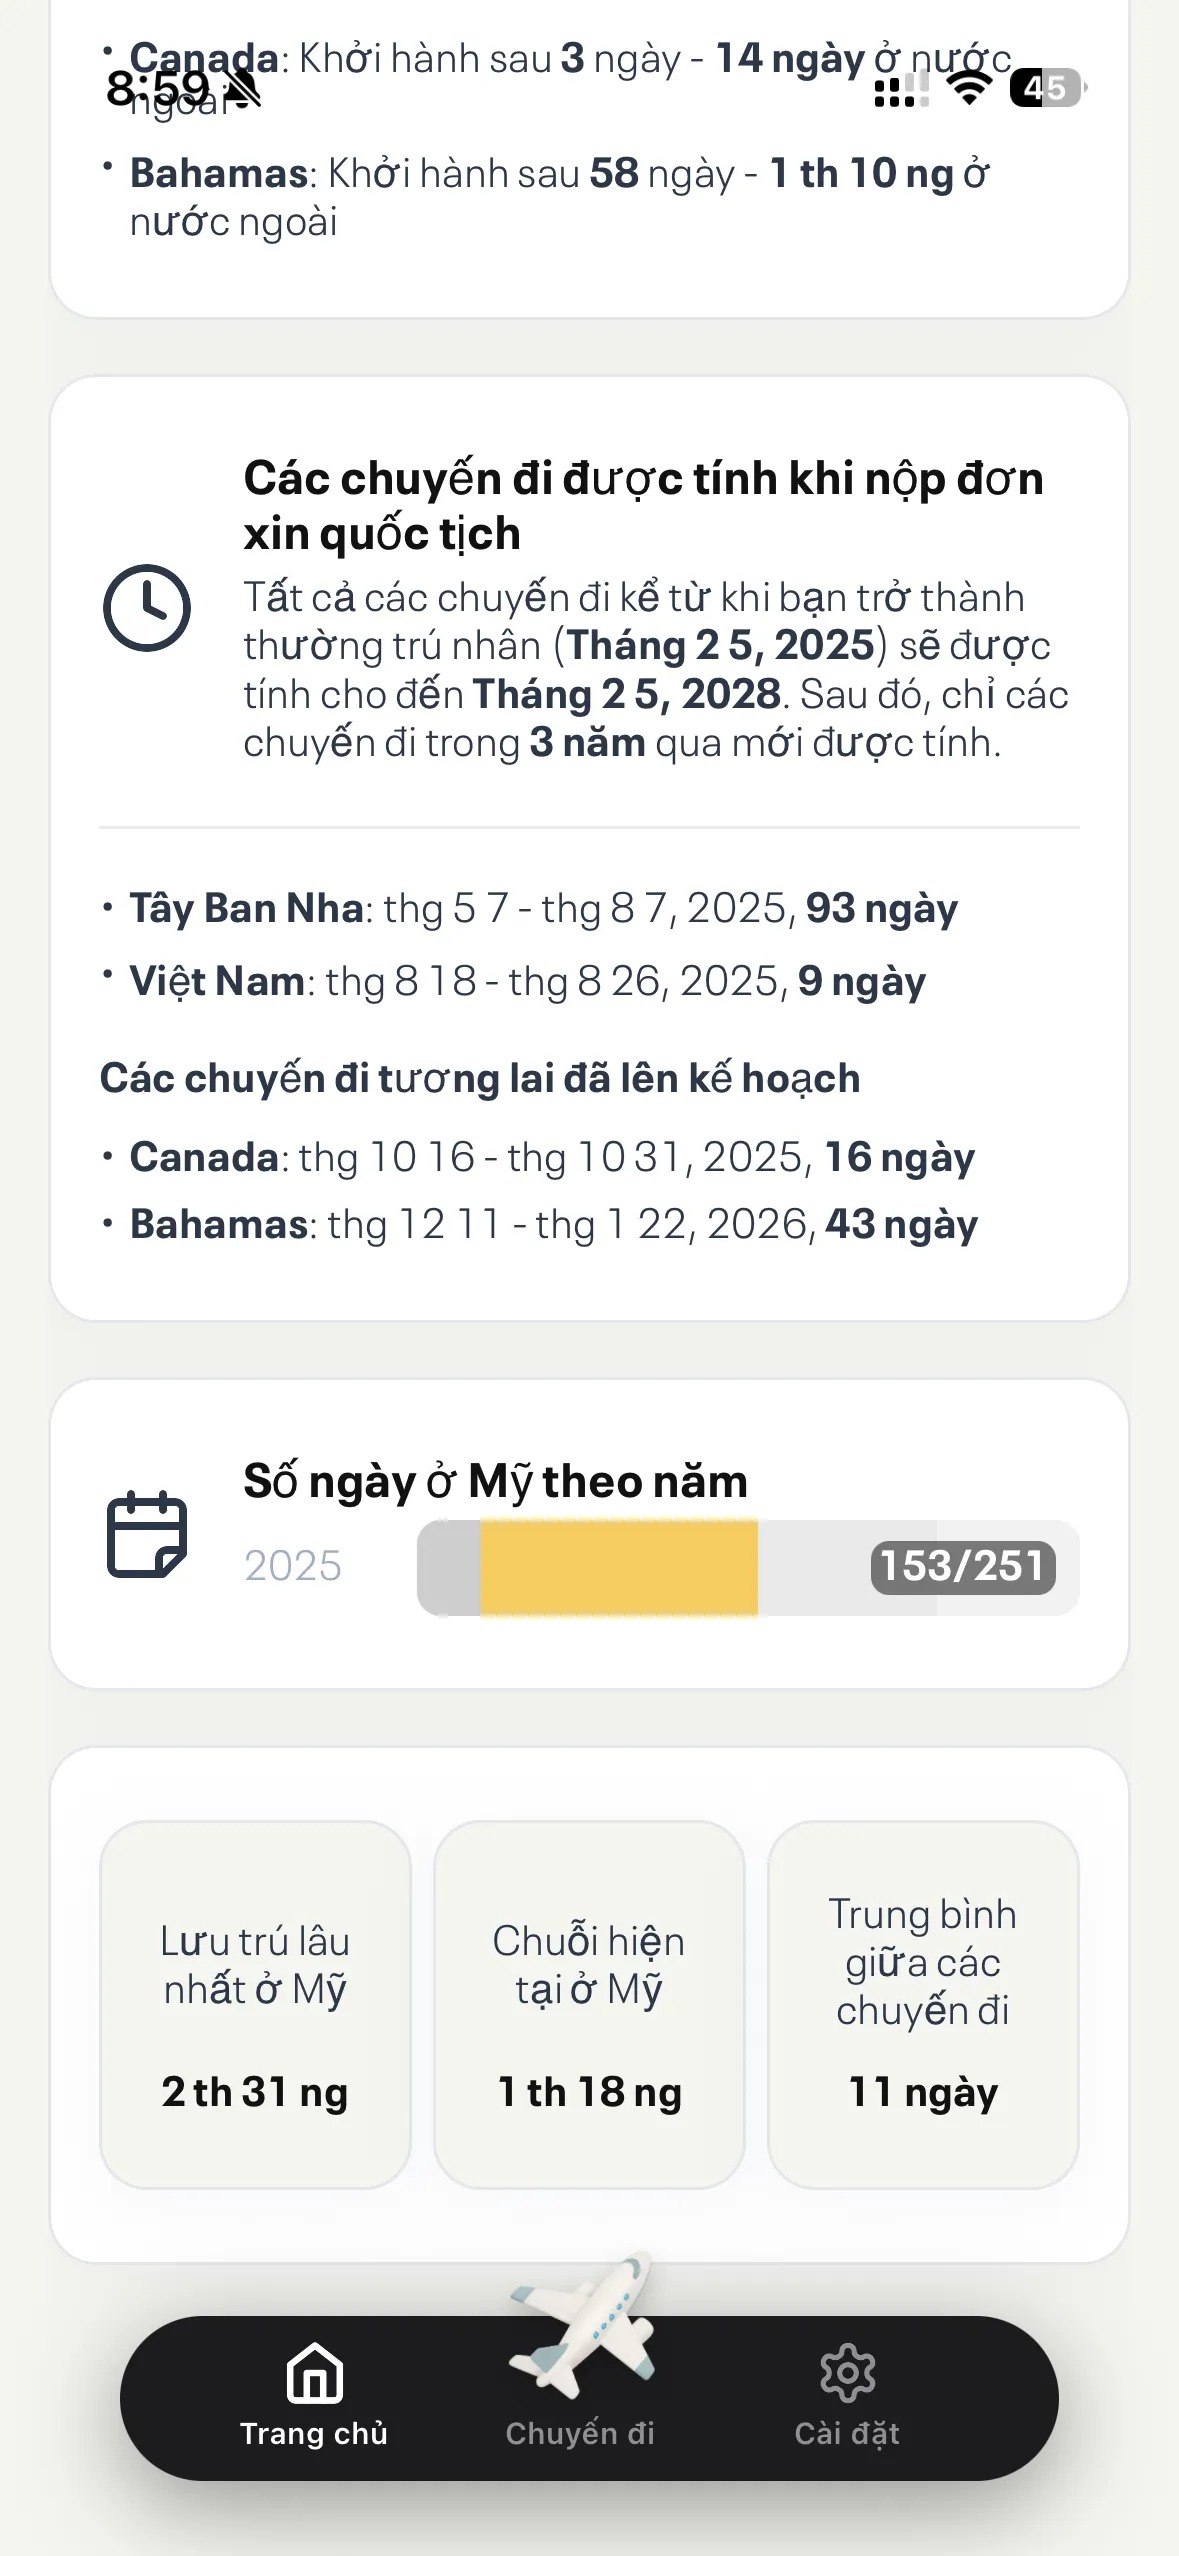 • Canada: Khởi hành sau 3 ngày - 14 ngày ở nước
ngoài
8:59
45
• Bahamas: Khởi hành sau 58 ngày - 1 th 10 ng ở
nước ngoài
Các chuyến đi được tính khi nộp đơn
xin quốc tịch
Tất cả các chuyến đi kể từ khi bạn trở thành
thường trú nhân (Tháng 2 5, 2025) sẽ được
tính cho đến Tháng 2 5, 2028. Sau đó, chỉ các
chuyến đi trong 3 năm qua mới được tính.
• Tây Ban Nha: thg 5 7 - thg 8 7, 2025, 93 ngày
• Việt Nam: thg 8 18 - thg 8 26, 2025, 9 ngày
Các chuyến đi tương lai đã lên kế hoạch
• Canada: thg 10 16 - thg 10 31, 2025, 16 ngày
• Bahamas: thg 12 11 - thg 1 22, 2026, 43 ngày
Số ngày ở Mỹ theo năm
2025
153/251
Lưu trú lâu
nhất ở Mỹ
2 th 31 ng
Chuỗi hiện
tại ở Mỹ
1 th 18 ng
Trung bình
giữa các
chuyến đi
11 ngày
Trang chủ
Chuyến đi
Cài đặt